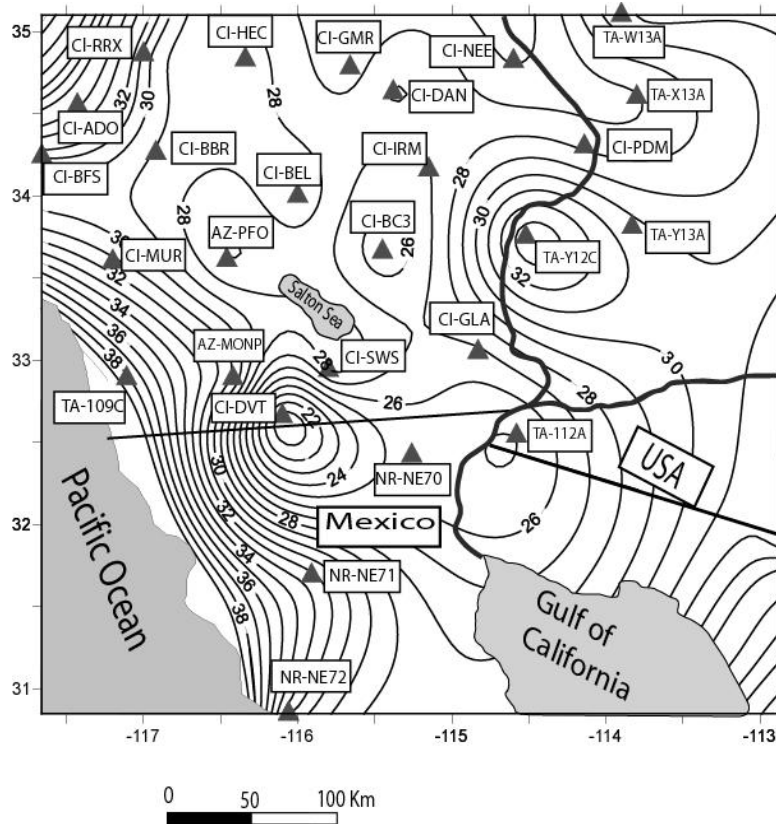 35
34
33
32
31
-117
-116
-115
-114
-114
-113
CI-RRX
CI-HEC
CI-GMR
CI-NEE
TA-W13A
32
30
28
CI-DAN
TA-X13A
CI-ADO
CI-BBR
CI-IRM
CI-PDM
CI-BFS
CI-BEL
28
28
30
CI-BC3
AZ-PFO
26
TA-Y13A
TA-Y12C
32
CI-MUR
32
34
36
38
Salton Sea
CI-GLA
AZ-MONP
28
CI-SWS
30
28
TA-109C
CI-DVT
22
26
TA-112A
24
NR-NE70
USA
30
32
28
Mexico
26
34
36
38
NR-NE71
Pacific Ocean
Gulf of
California
NR-NE72
0 50 100 Km